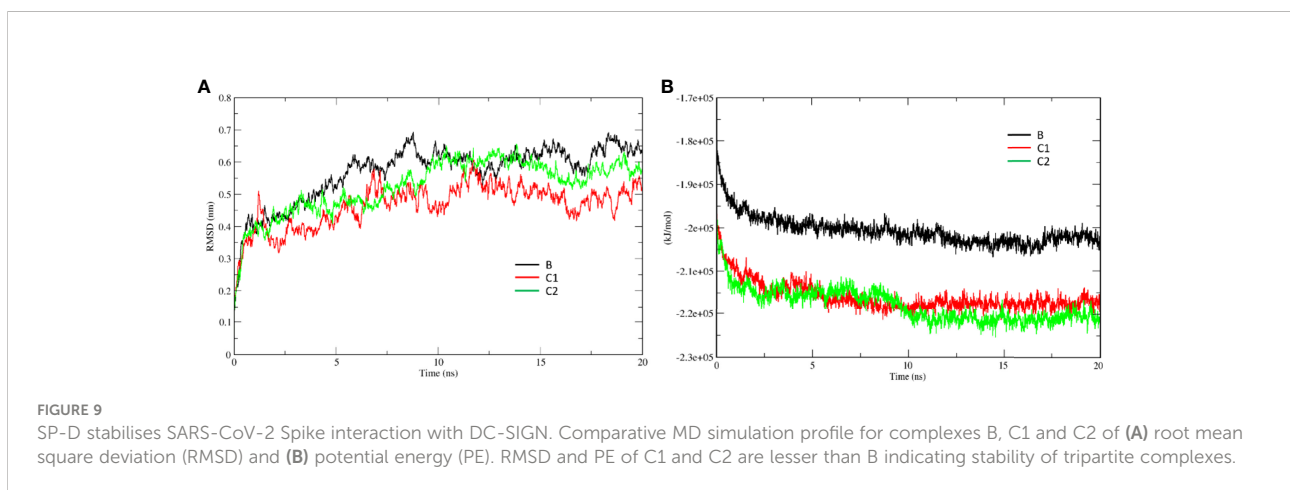 A
0.8
0.7
0.6
0.5
0.4
0.3
0.2
0.1
0
RMSD (nm)
B
C1
C2
0
5
10
15
20
Time (ns)
B
-1.7e+05
-1.8e+05
-1.9e+05
-2e+05
-2.1e+05
-2.2e+05
-2.3e+05
(kJ/mol)
B
C1
C2
0
5
10
15
20
Time (ns)
FIGURE 9
SP-D stabilises SARS-CoV-2 Spike interaction with DC-SIGN. Comparative MD simulation profile for complexes B, C1 and C2 of (A) root mean
square deviation (RMSD) and (B) potential energy (PE). RMSD and PE of C1 and C2 are lesser than B indicating stability of tripartite complexes.